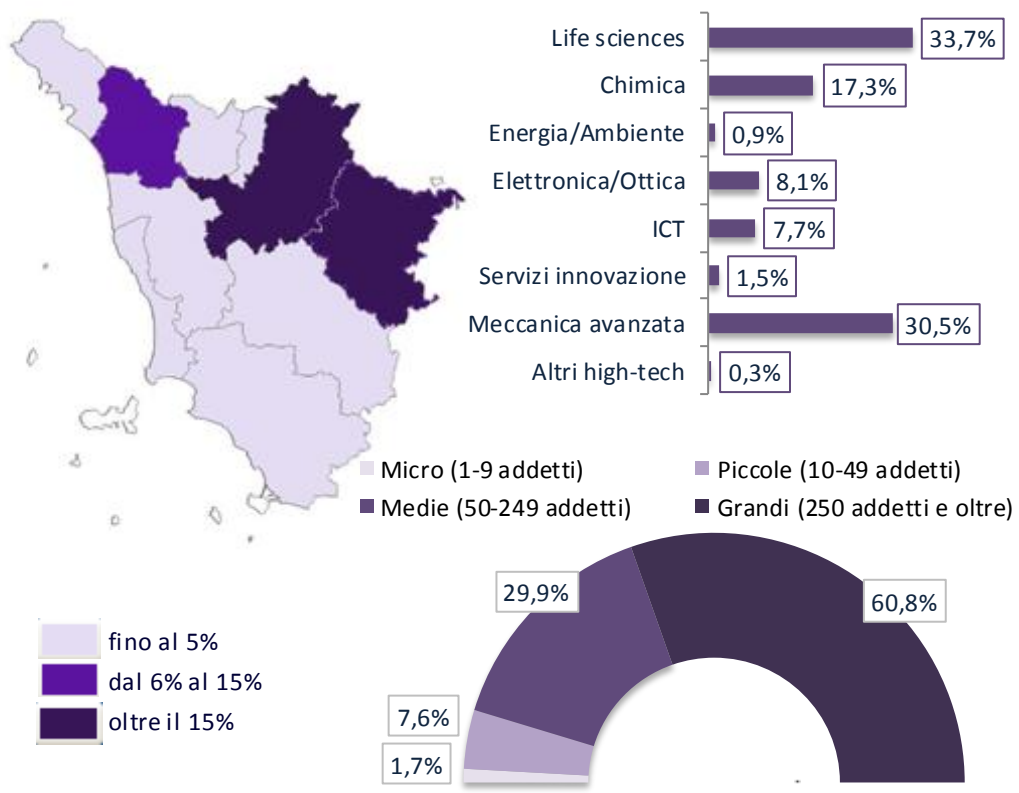 Life sciences 33,7%
Chimica 17,3%
Energia/Ambiente 0,9%
Elettronica/Ottica 8,1%
ICT 7,7%
Servizi innovazione 1,5%
Meccanica avanzata 30,5%
Altri high-tech 0,3%
Micro (1-9 addetti) Piccole (10-49 addetti)
Medie (50-249 addetti) Grandi (250 addetti e oltre)
29,9% 60,8%
7,6%
1,7%
fino al 5%
dal 6% al 15%
oltre il 15%